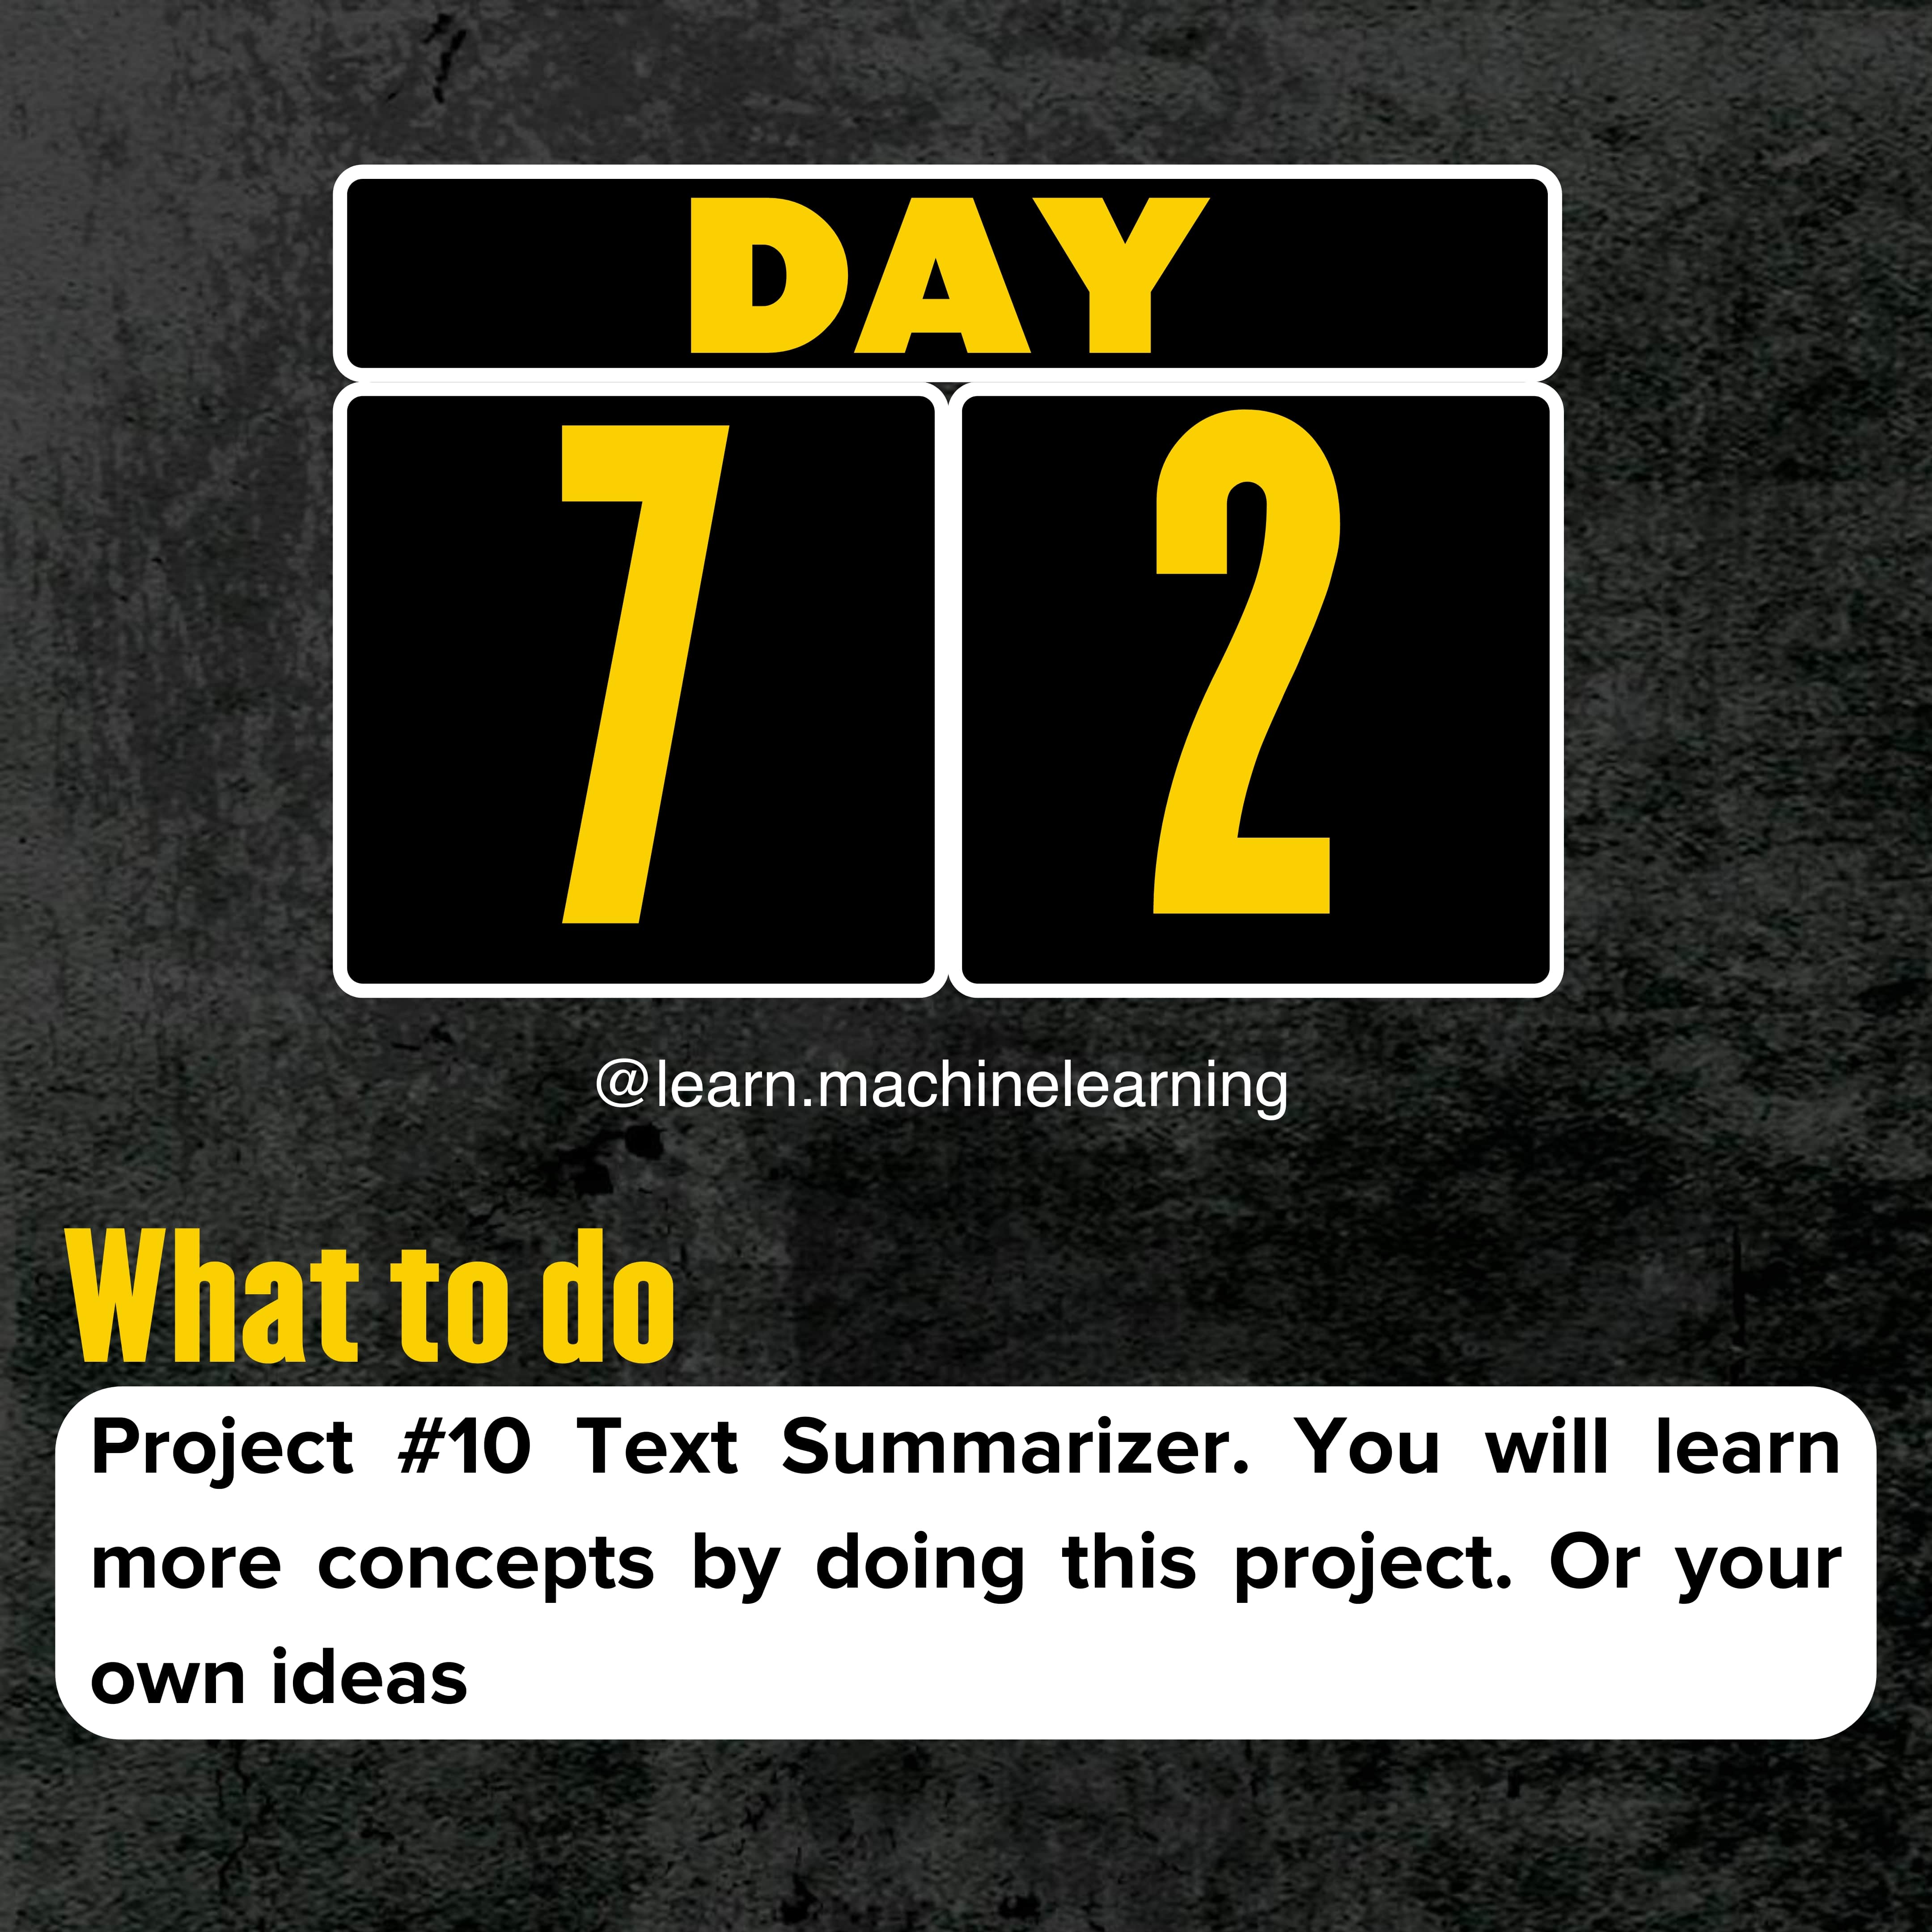 DAY
7 2
@learn.machinelearning
What to do
Project #10 Text Summarizer. You will learn
more concepts by doing this project. Or your
own ideas